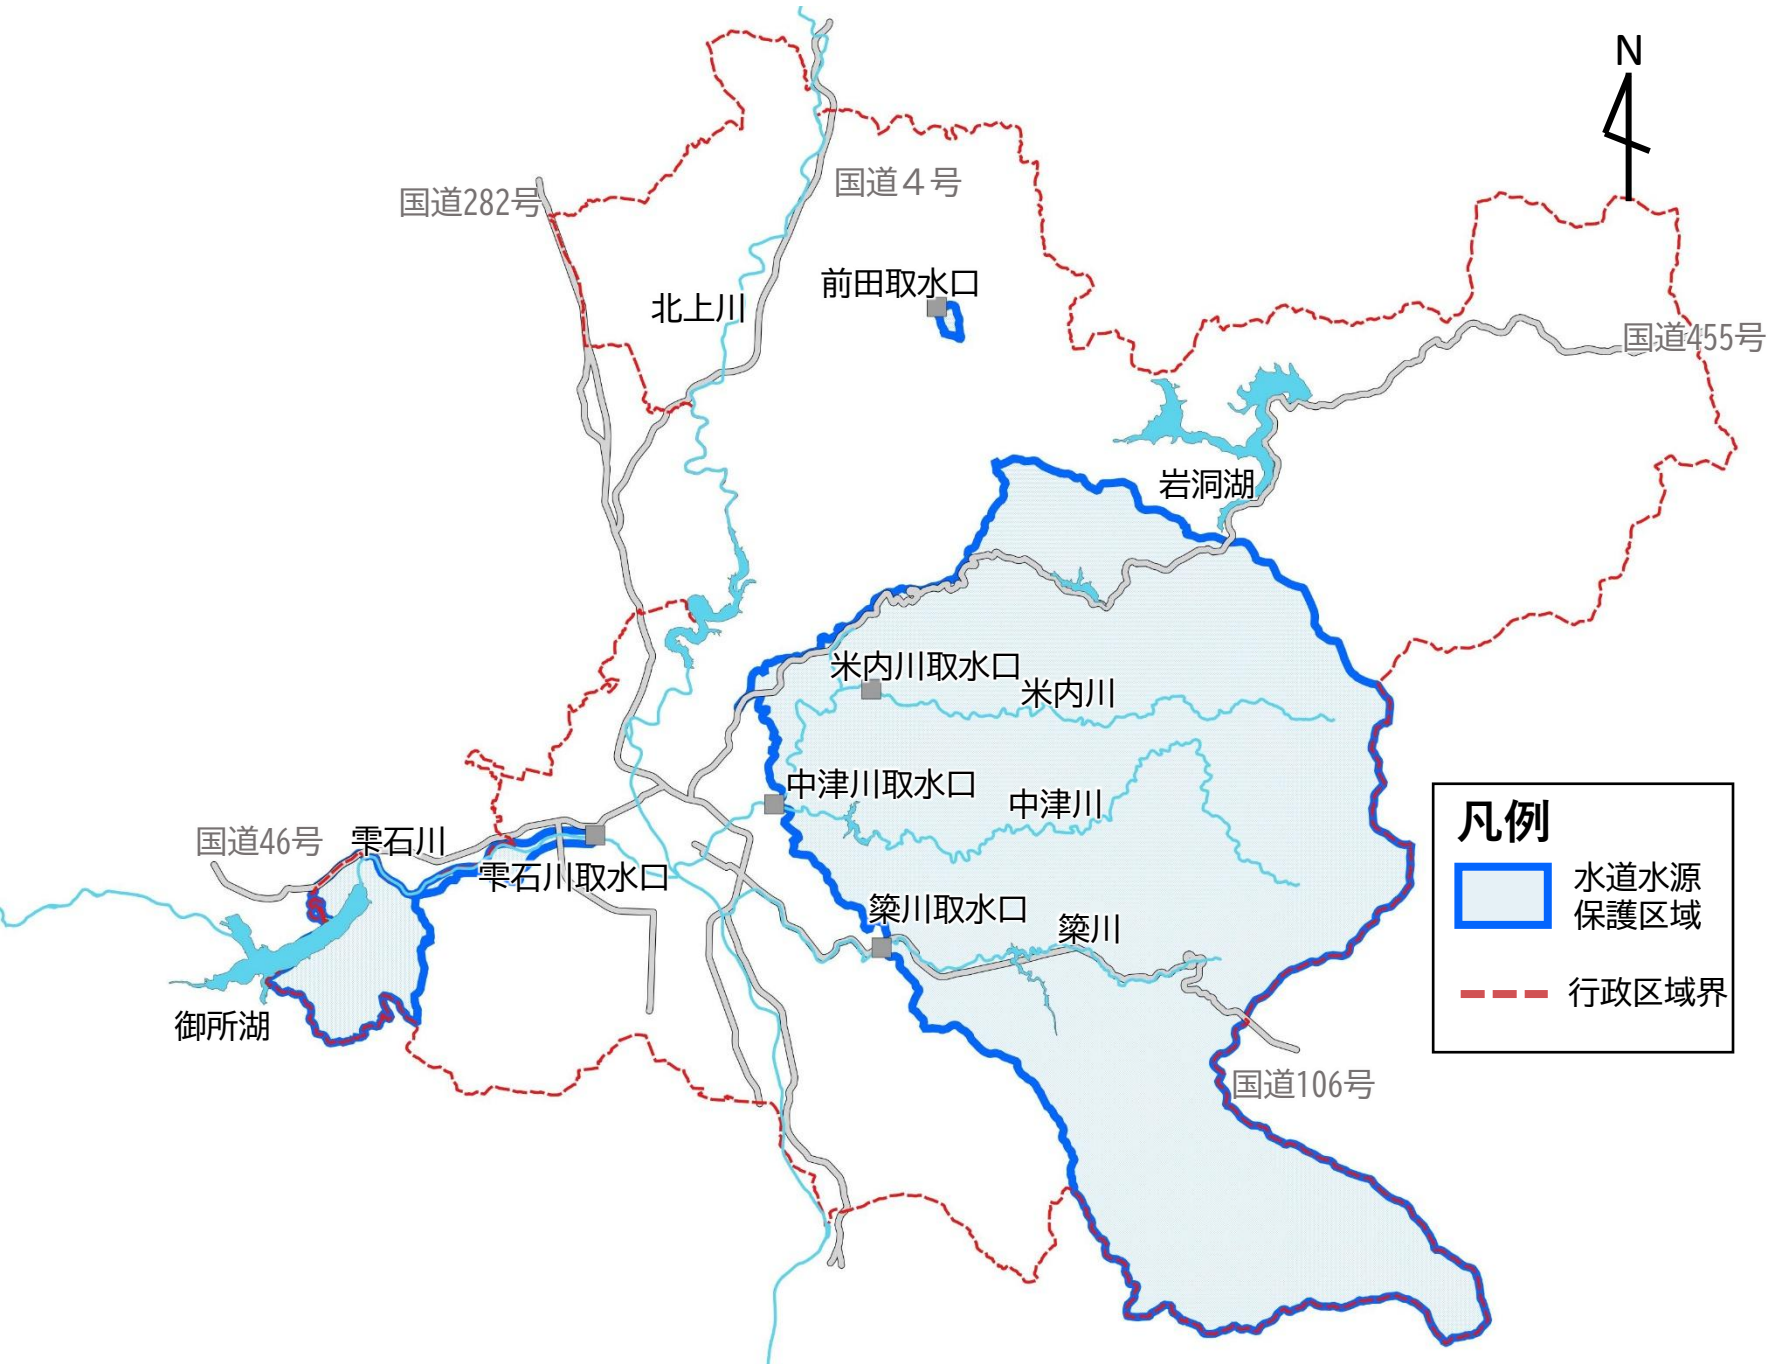 N
国道４号
国道282号
前田取水口
北上川
国道455号
岩洞湖
米内川取水口
米内川
中津川取水口
中津川
国道46号
雫石川
雫石川取水口
簗川取水口
簗川
御所湖
国道106号
凡例
水道水源
保護区域
行政区域界